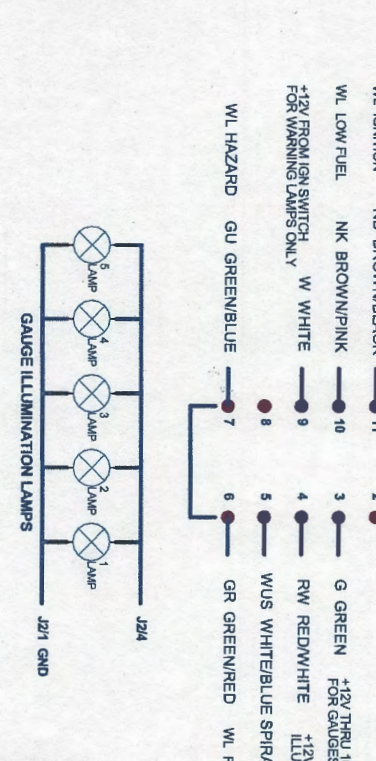 WL LOW FUEL NK BROWN/PINK 10 3 G GREEN +12V THRU
FOR GAUGES
+12V FROM IGN SWITCH
FOR WARNING LAMPS ONLY W WHITE 9 4 RW RED/WHITE +12V
8 5 WUS WHITE/BLUE
WL HAZARD GU GREEN/BLUE 7 6 GR GREEN/RED WL
J2/4
5 LAMP 4 LAMP 3 LAMP 2 LAMP 1 LAMP
J2/1 GND
GAUGE ILLUMINATION LAMPS